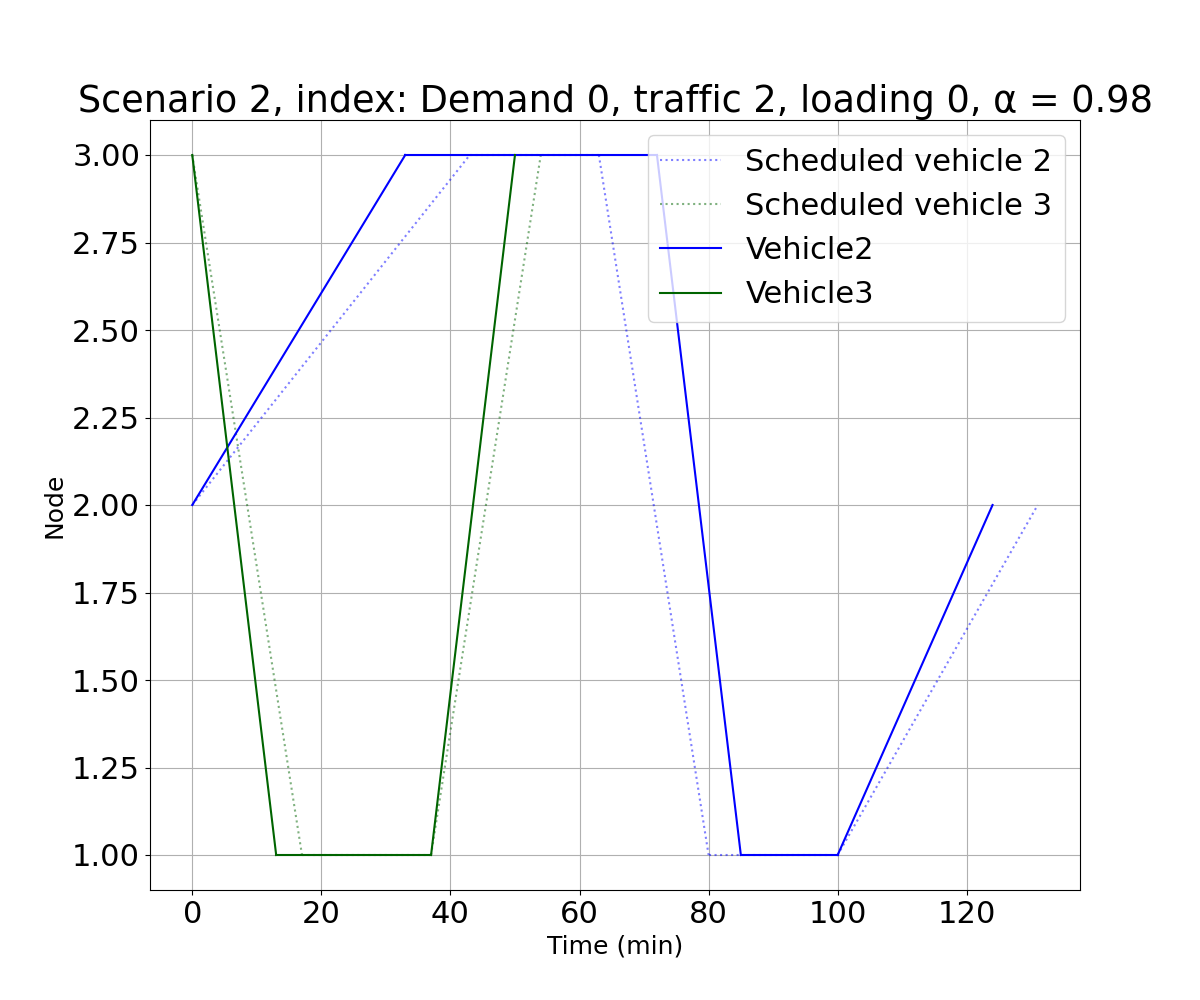 Scenario 2, index: Demand 0, traffic 2, loading 0, α = 0.98
Scheduled vehicle 2
Scheduled vehicle 3
Vehicle2
Vehicle3
3.00
2.75
2.50
2.25
2.00
1.75
1.50
1.25
1.00
Node
0 20 40 60 80 100 120
Time (min)